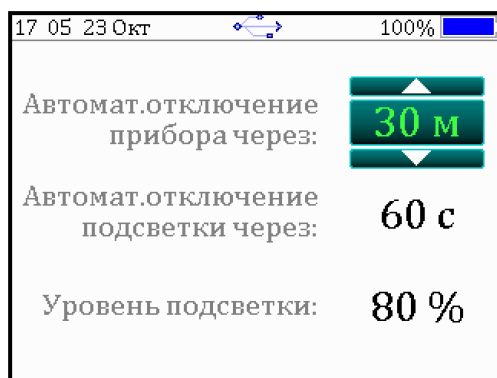 17 05 23 Окт 100%
Автомат.отключение
прибора через:
30 м
Автомат.отключение
подсветки через:
60 с
Уровень подсветки: 80 %